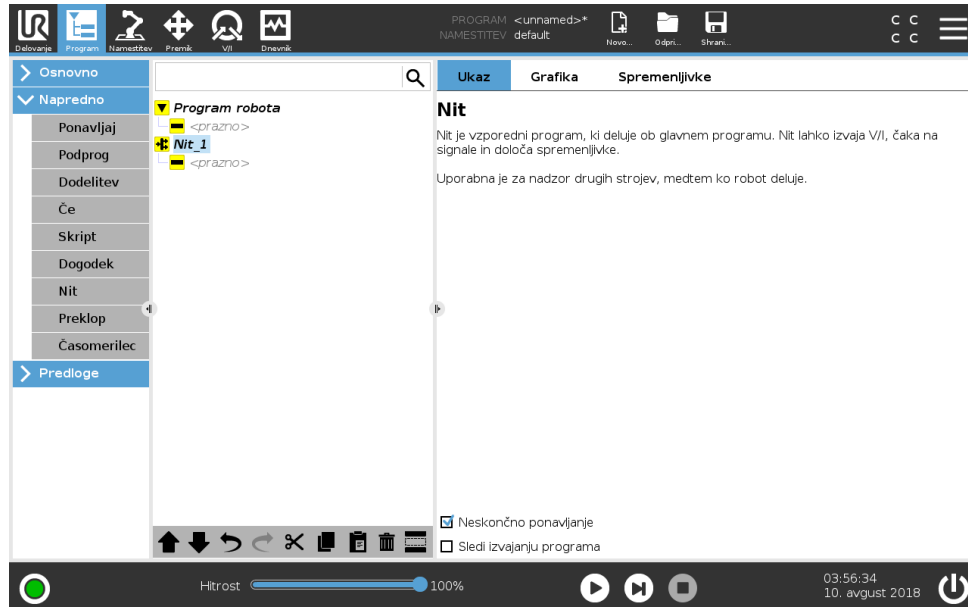 PROGRAM <unnamed>*
NAMESTITEV default
C C
C C
Delovanje Program Namestitev Premik V/I Dnevnik Novo... Odpri... Shrani...
Osnovno
Napredno
Ponavljaj
Podprog
Dodelitev
Če
Skript
Dogodek
Nit
Preklop
Časomerilec
Predloge
Program robota
<prazno>
Nit_1
<prazno>
Ukaz Grafika Spremenljivke
Nit
Nit je vzporedni program, ki deluje ob glavnem programu. Nit lahko izvaja V/I, čaka na
signale in določa spremenljivke.
Uporabna je za nadzor drugih strojev, medtem ko robot deluje.
Neskončno ponavljanje
Sledi izvajanju programa
Hitrost 100%
03:56:34
10. avgust 2018